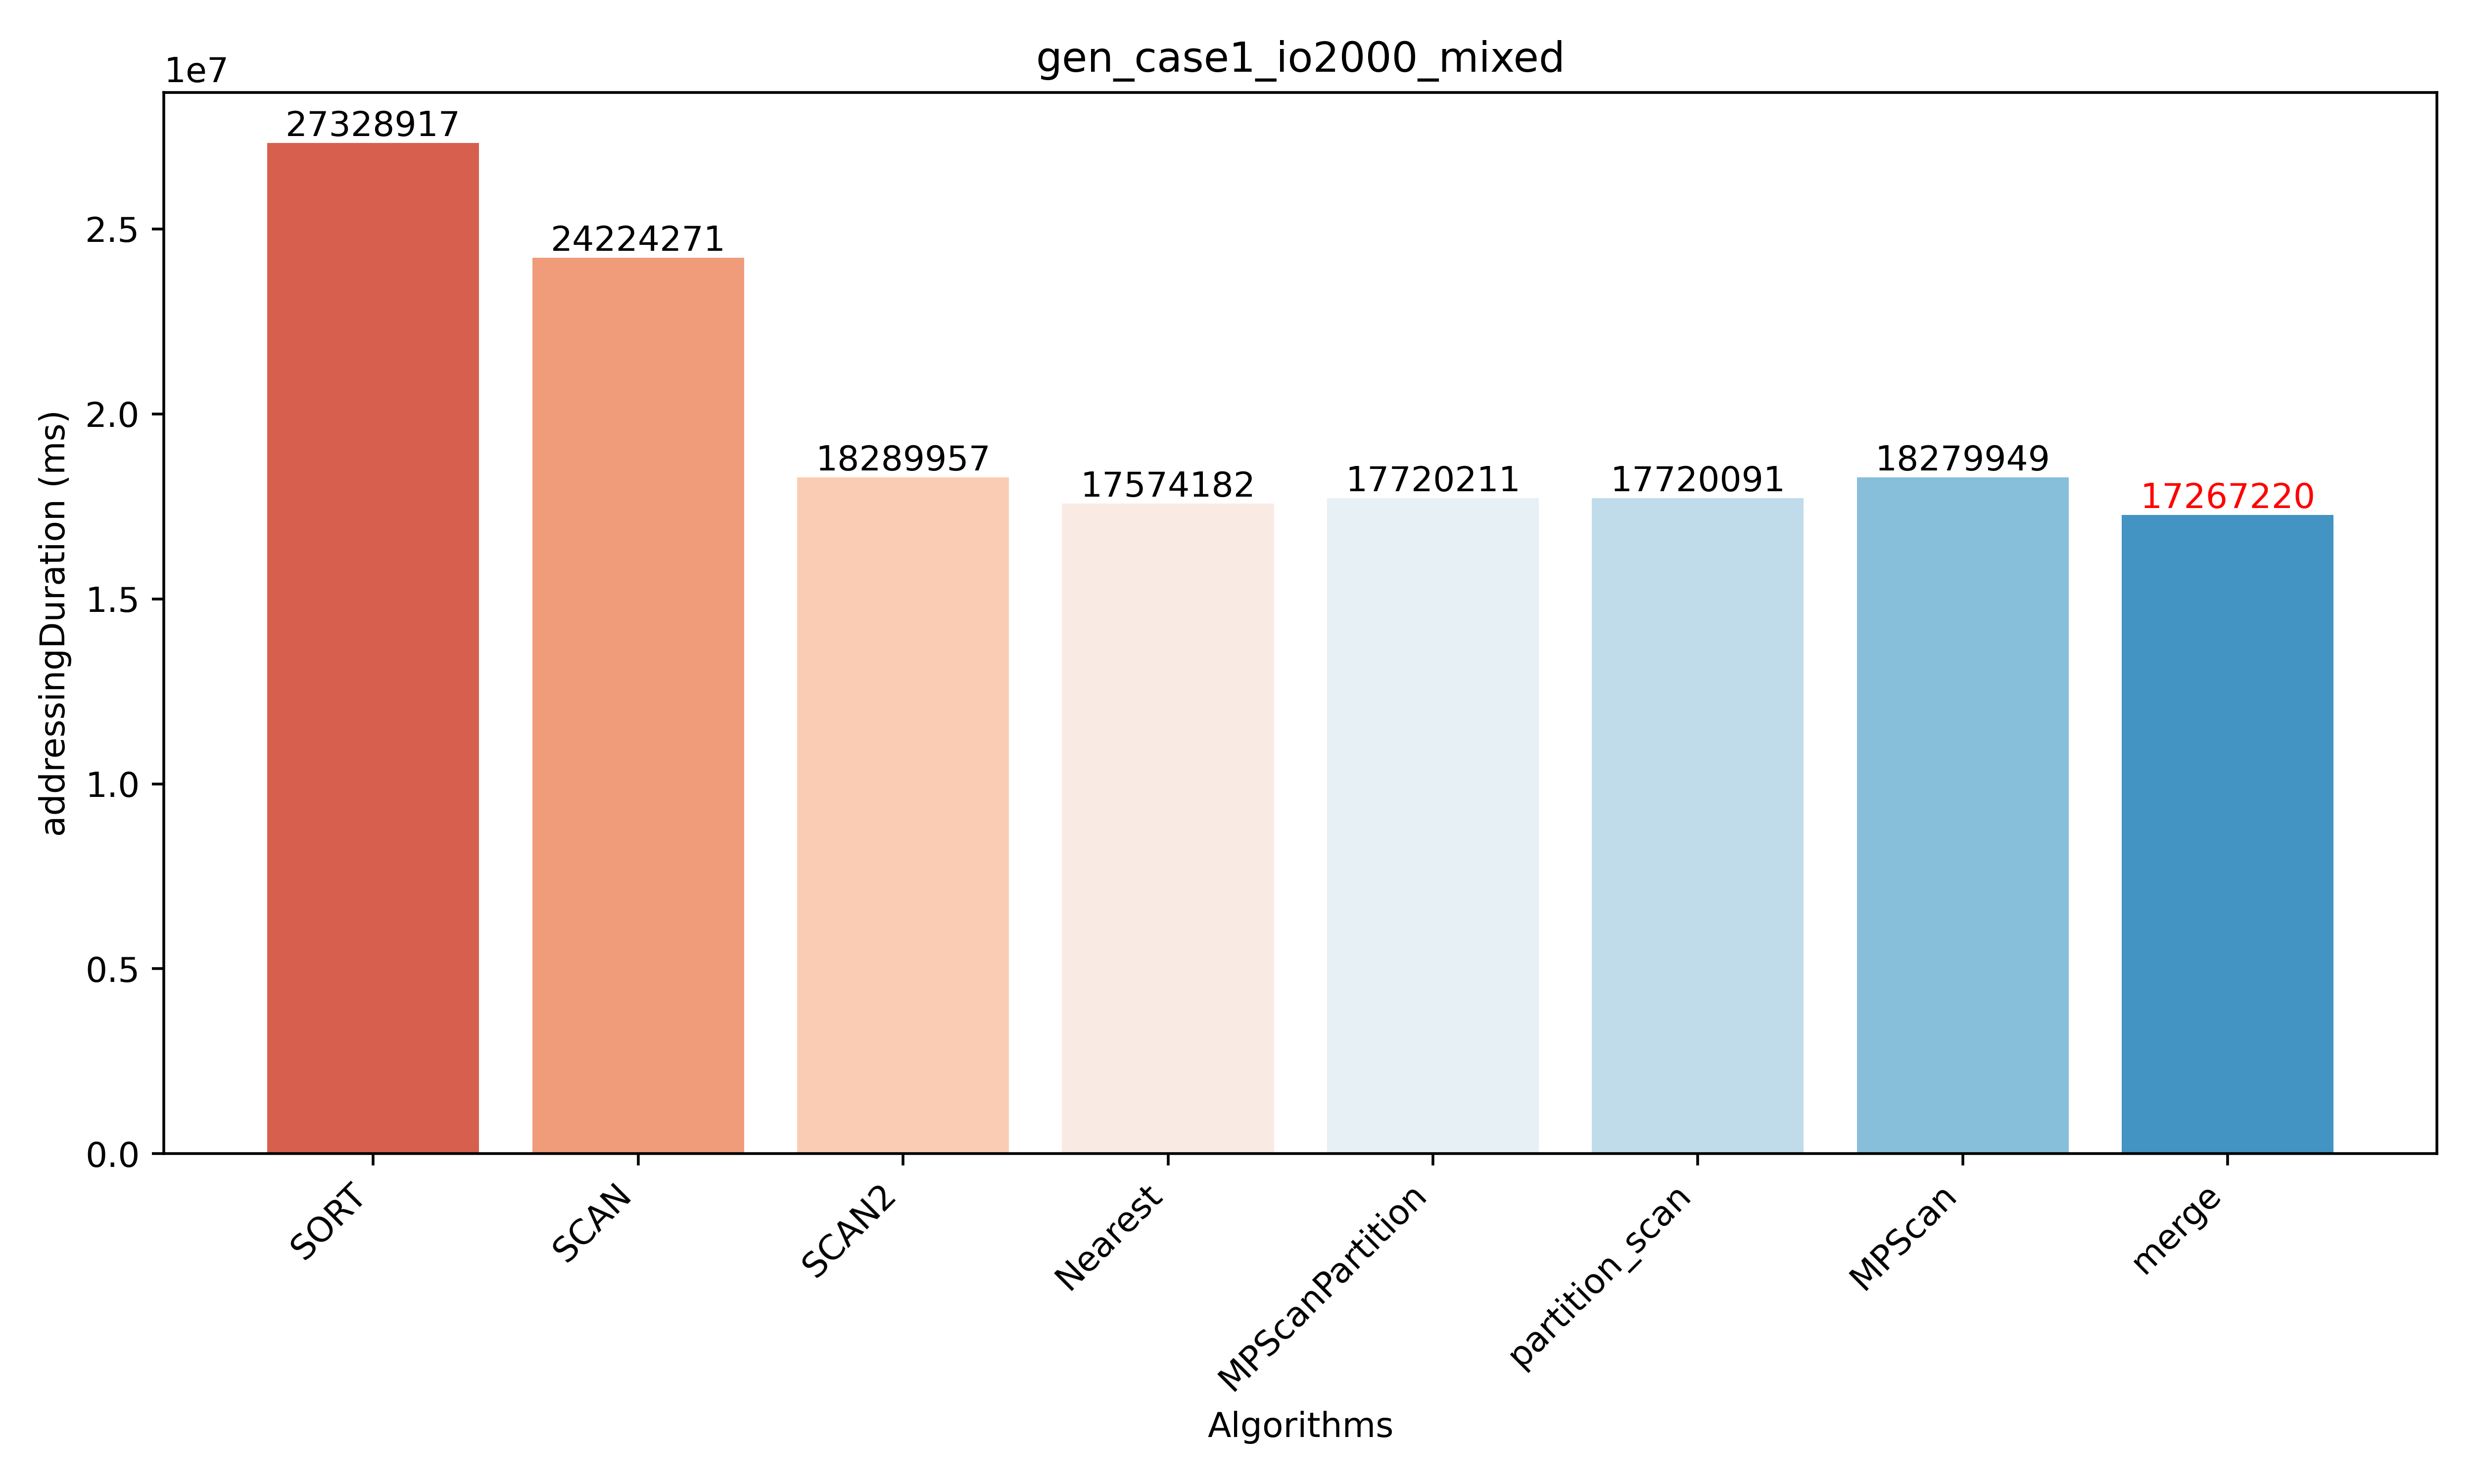 gen_case1_io2000_mixed
1e7
27328917
24224271
18289957
17574182
17720211
17720091
18279949
17267220
2.5
2.0
1.5
1.0
0.5
0.0
addressingDuration (ms)
SORT
SCAN
SCAN2
Nearest
MPScanPartition
partition_scan
MPScan
merge
Algorithms